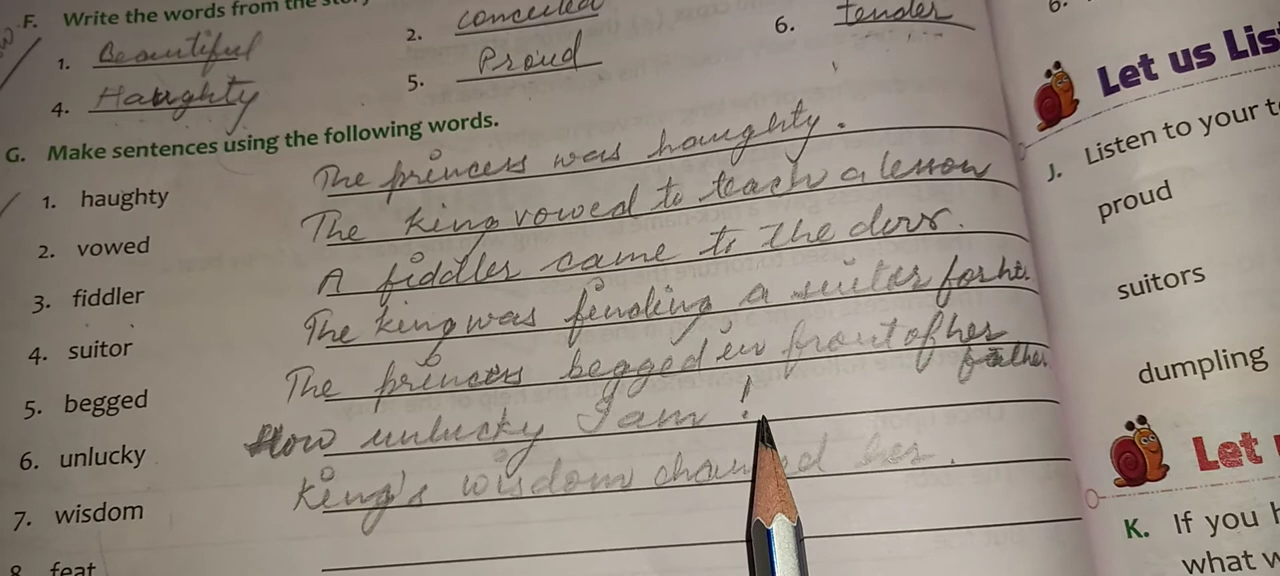 F. Write the words from the
1. Beautiful
2. conceited
6. tender
4. Haughty
5. Proud
G. Make sentences using the following words.
1. haughty The princess was haughty.
2. vowed The king vowed to teach a lesson
3. fiddler A fiddler came to the door.
4. suitor The king was finding a suitor for
5. begged The princess begged in front of her father.
6. unlucky How unlucky I am!
7. wisdom King's wisdom changed her.
8. feat
6.
Let us Lis
J. Listen to your t
proud
suitors
dumpling
Let
K. If you
what w